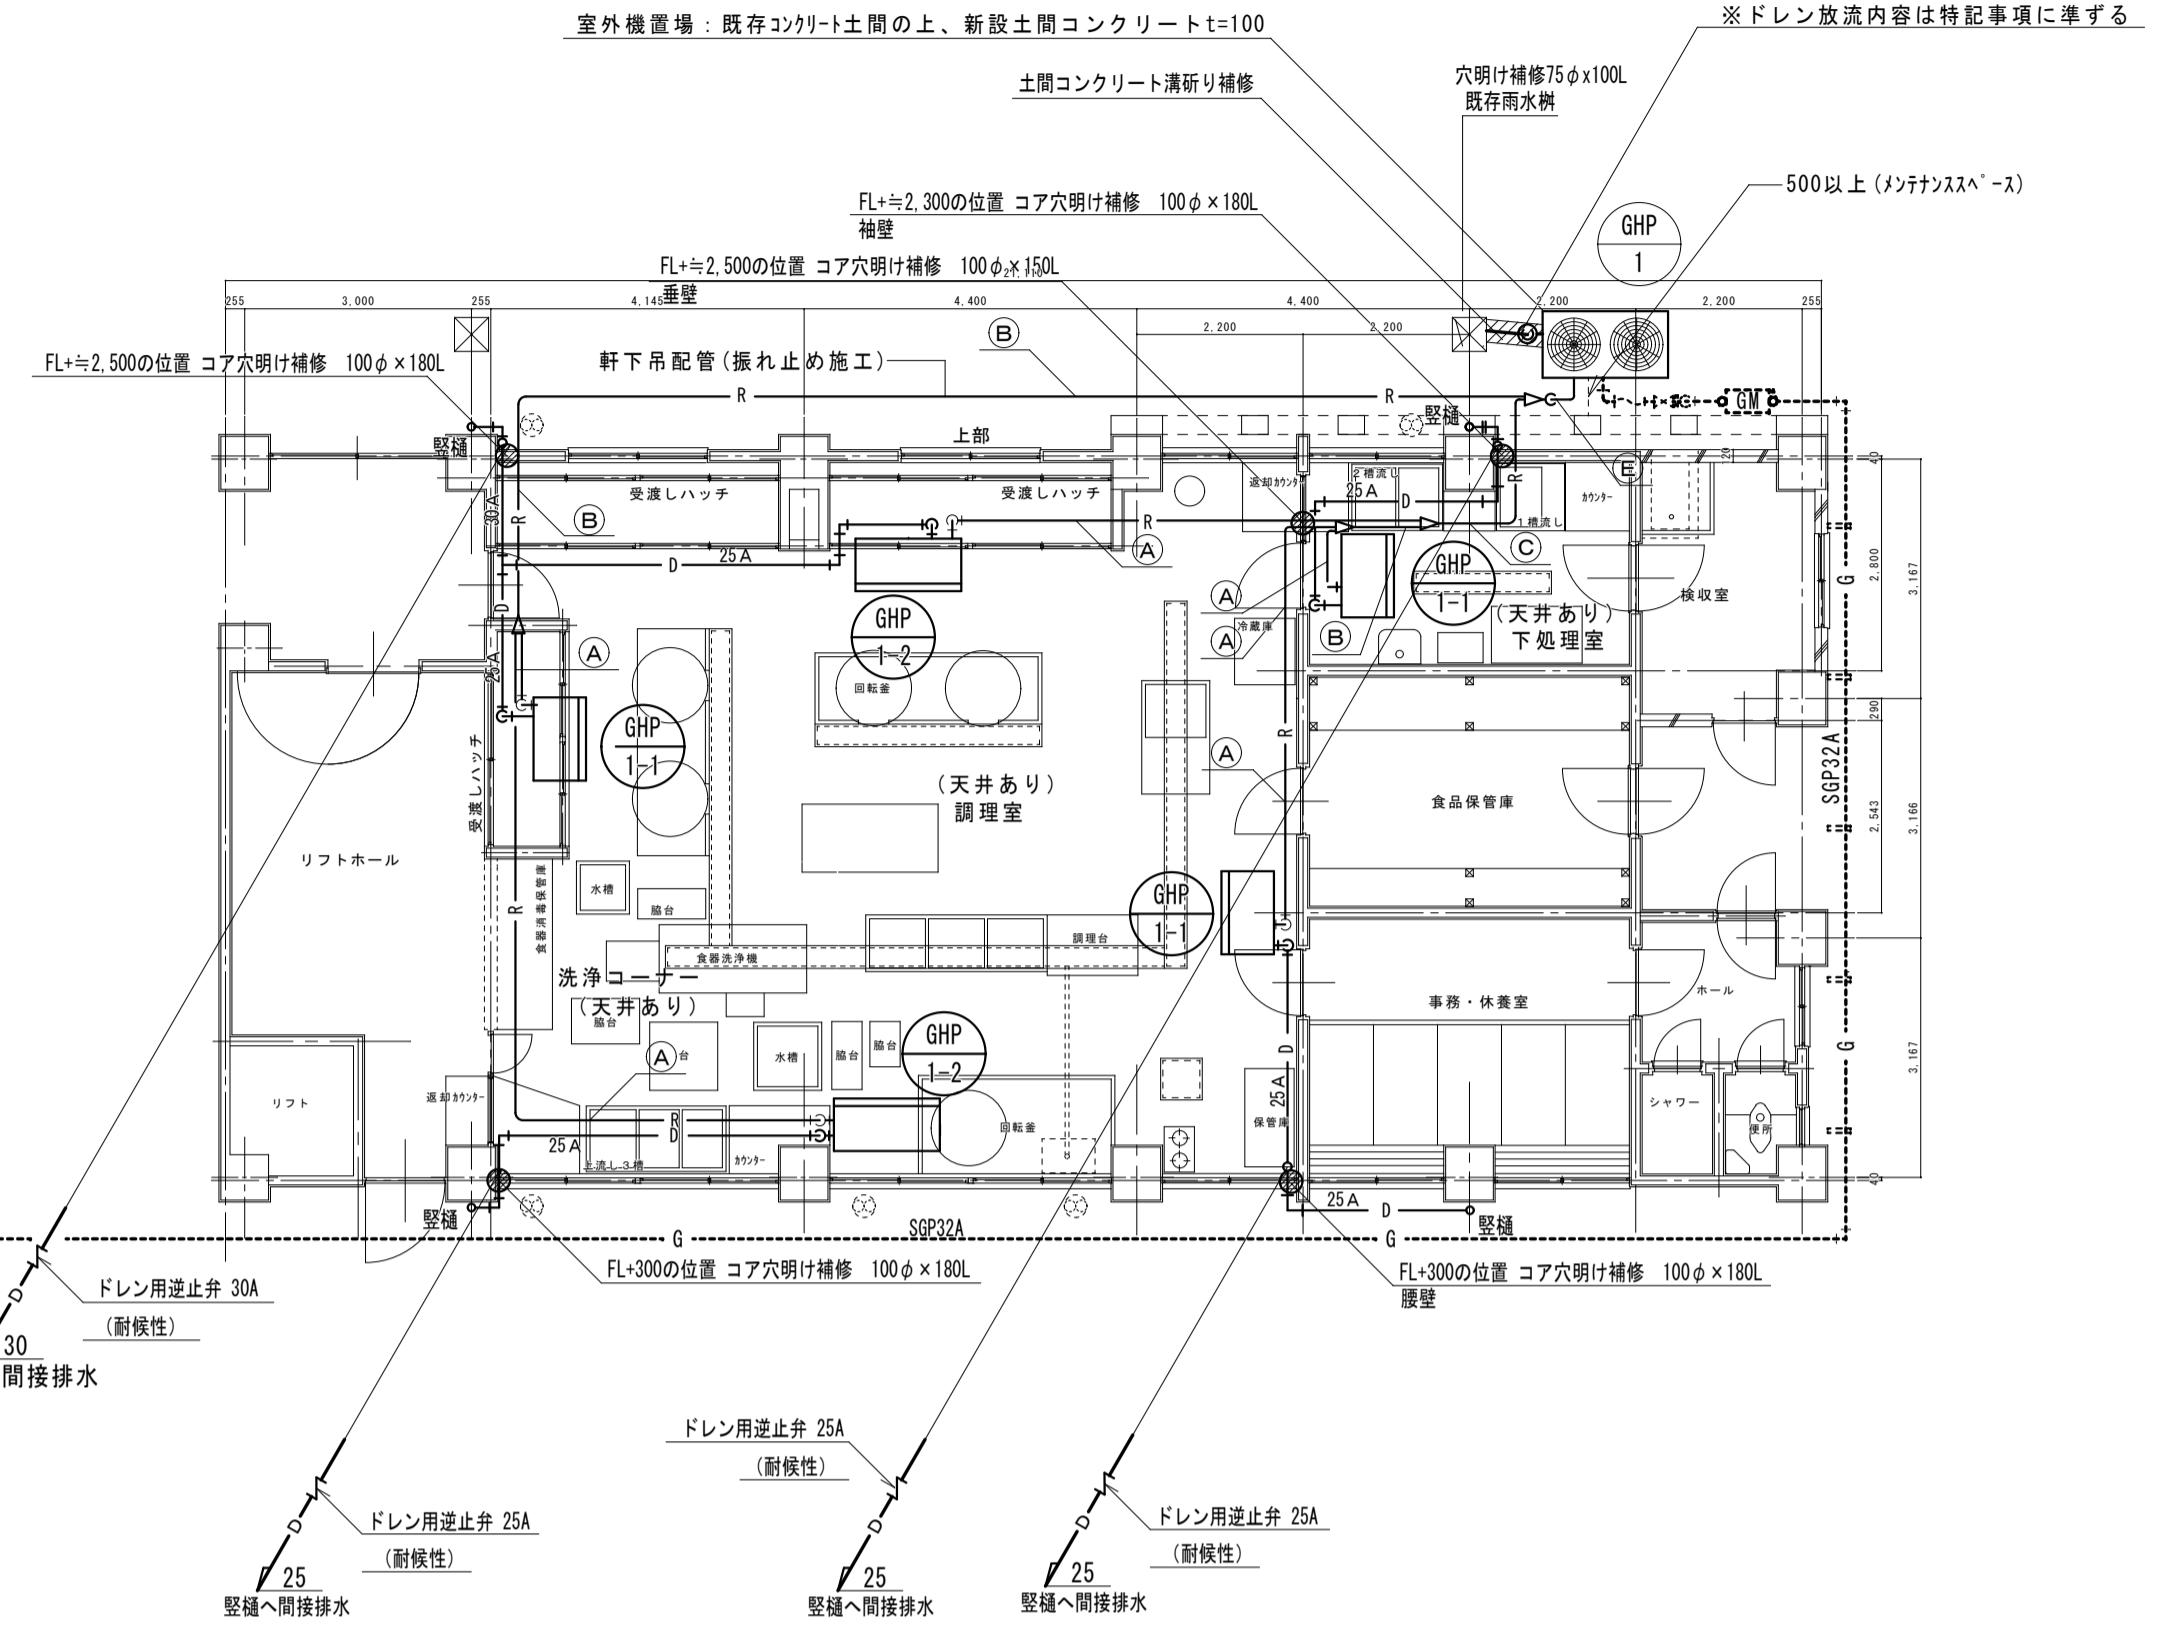 室外機置場:既存コンクリート土間の上、新設土間コンクリートt=100
※ドレン放流内容は特記事項に準ずる
土間コンクリート溝斫り補修
穴明け補修75φx100L
既存雨水桝
500以上(メンテナンススペース)
FL+≒2,300の位置 コア穴明け補修 100φ×180L
袖壁
GHP
1
FL+≒2,500の位置 コア穴明け補修 100φ×150L
垂壁
255
3,000
255
4,145
4,400
4,400
2,200
2,200
255
2,200
2,200
FL+≒2,500の位置 コア穴明け補修 100φ×180L
軒下吊配管(振れ止め施工)
B
R
R
GM
竪樋
上部
竪樋
受渡しハッチ
受渡しハッチ
返却カウンター
2槽流し
25A
D
R
カウンター
E
120
40
30A
R
B
R
1槽流し
D
25A
A
C
D
GHP
1-2
GHP
1-1
(天井あり)
下処理室
検収室
G
2,800
3,167
A
冷蔵庫
A
B
25A
A
回転釜
GHP
1-1
290
受渡しハッチ
R
A
(天井あり)
調理室
食品保管庫
SGP32A
2,543
3,166
リフトホール
水槽
脇台
食器消毒保管庫
R
GHP
1-1
調理台
食器洗浄機
洗浄コーナー
(天井あり)
脇台
事務・休養室
ホール
GHP
1-2
A
台
水槽
脇台
脇台
D
G
3,167
リフト
返却カウンター
25A
シャワー
便所
保管庫
R
D
回転釜
25A
上流し3槽
カウンター
40
竪樋
25A
D
竪樋
SGP32A
G
G
FL+300の位置 コア穴明け補修 100φ×180L
FL+300の位置 コア穴明け補修 100φ×180L
腰壁
ドレン用逆止弁 30A
(耐候性)
D
30
間接排水
ドレン用逆止弁 25A
(耐候性)
D
25
竪樋へ間接排水
ドレン用逆止弁 25A
(耐候性)
D
25
竪樋へ間接排水
ドレン用逆止弁 25A
(耐候性)
D
25
竪樋へ間接排水